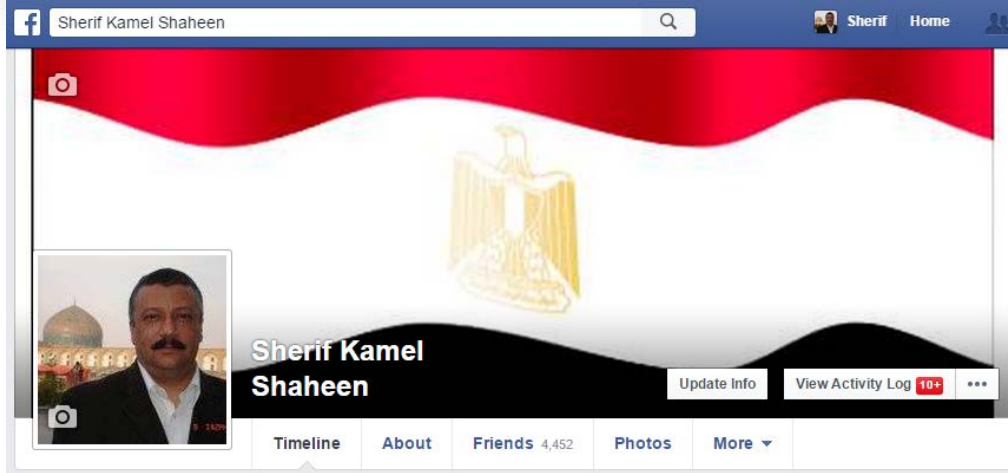 f
Sherif Kamel Shaheen
Sherif
Home
Sherif Kamel
Shaheen
Update Info
View Activity Log 10+
Timeline
About
Friends 4,452
Photos
More